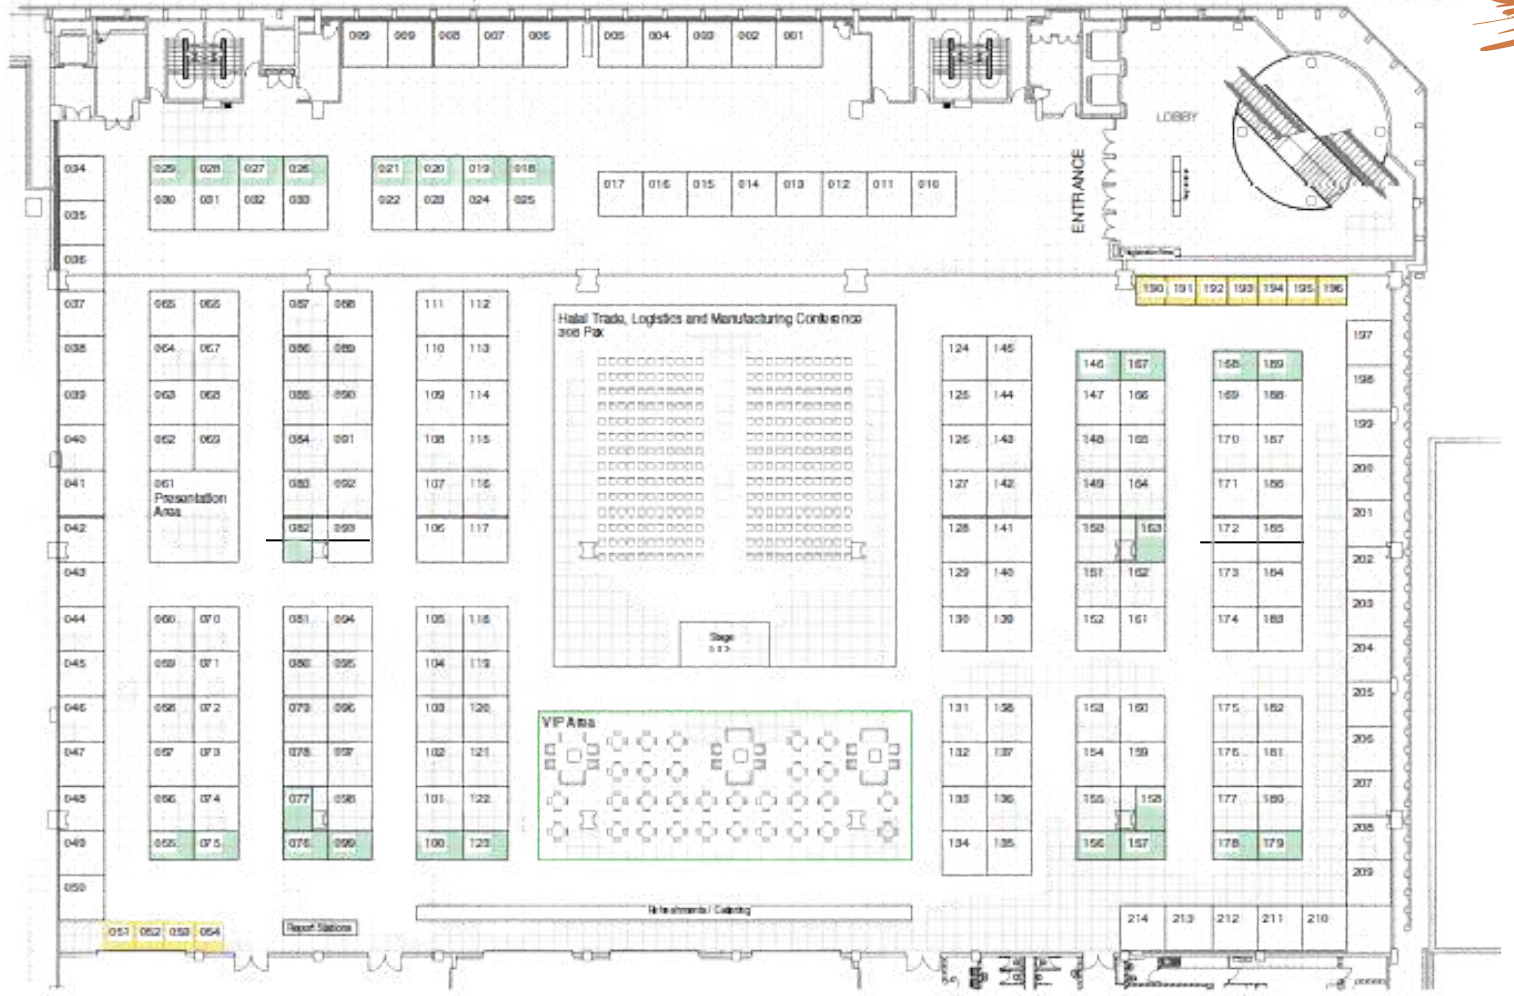 009 009 008 007 006 005 004 003 002 001
LOBBY
ENTRANCE
034 029 028 027 026 021 020 019 018
017 016 015 014 013 012 011 010
030 031 032 033 022 023 024 025
035
036
190 191 192 193 194 195 196
037 065 066 087 088 111 112
Halal Trade, Logistics and Manufacturing Conference
Pax
197
038 064 067 086 089 110 113 124 145
146 167 168 189
198
039 063 068 085 090 109 114 125 144 147 166 169 188
199
040 062 069 084 091 108 115 126 143 148 165 170 187
200
041 061 083 092 107 116 127 142 149 164 171 186
Presentation
Area
201
042 082 093 106 117 128 141 150 163 172 185
202
043 129 140 151 162 173 184
203
044 060 070 081 094 105 118 130 139 152 161 174 183
Stage
204
045 059 071 080 095 104 119
205
046 058 072 079 096 103 120 131 138 153 160 175 182
VIP Area
206
047 057 073 078 097 102 121 132 137 154 159 176 181
207
048 056 074 077 098 101 122 133 136 155 158 177 180
208
049 055 075 076 099 100 123 134 135 156 157 178 179
209
050
Refreshments / Catering
214 213 212 211 210
051 052 053 054
Report Stations